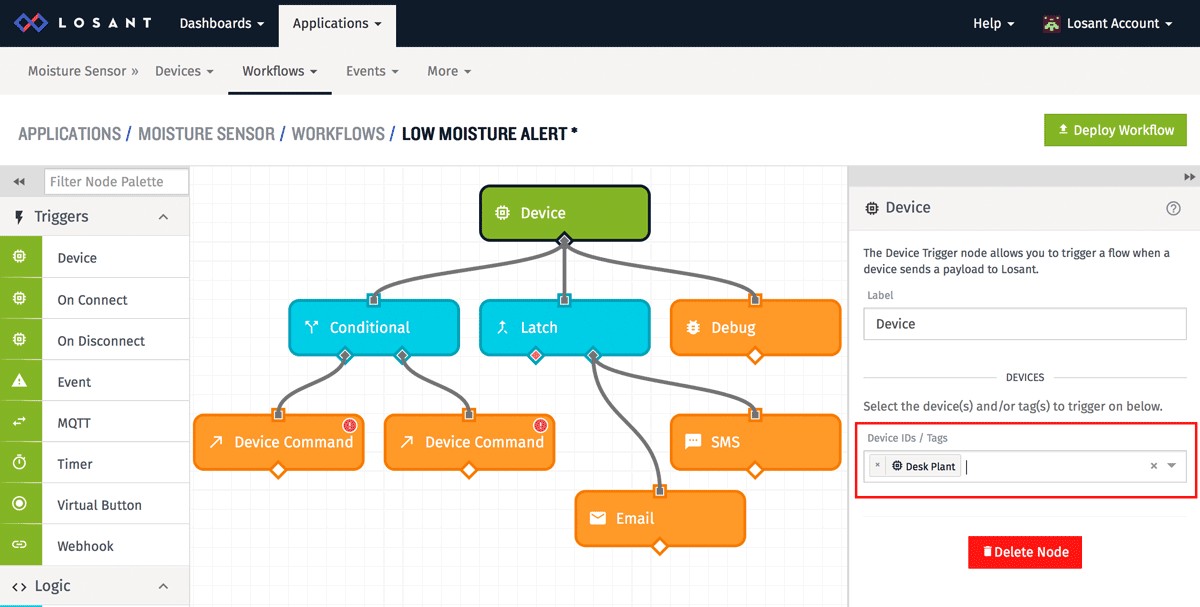 LOSANT
Dashboards
Applications
Help
Losant Account
Moisture Sensor »
Devices
Workflows
Events
More
APPLICATIONS / MOISTURE SENSOR / WORKFLOWS / LOW MOISTURE ALERT *
Deploy Workflow
Filter Node Palette
Triggers
Device
On Connect
On Disconnect
Event
MQTT
Timer
Virtual Button
Webhook
Logic
Device
Conditional
Latch
Debug
Device Command
Device Command
SMS
Email
Device
The Device Trigger node allows you to trigger a flow when a
device sends a payload to Losant.
Label
Device
DEVICES
Select the device(s) and/or tag(s) to trigger on below.
Device IDs / Tags
× Desk Plant
Delete Node